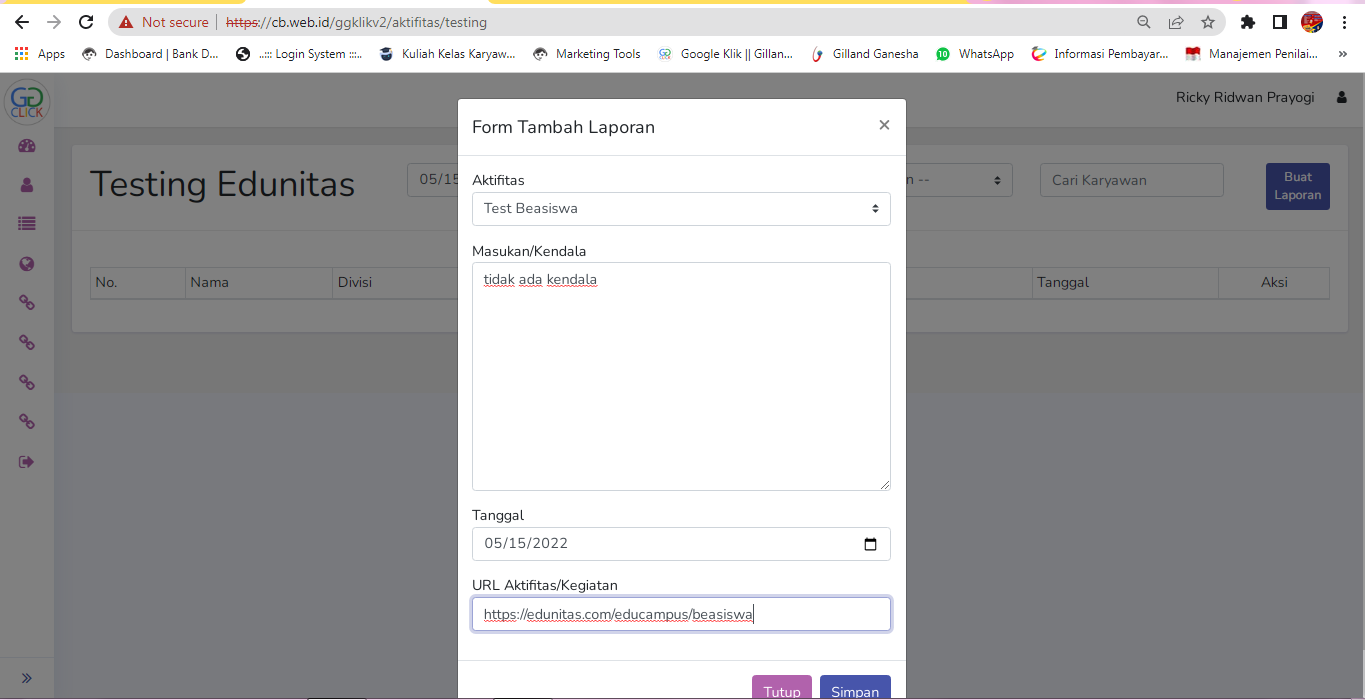 Not secure | https://cb.web.id/ggklikv2/aktifitas/testing
Apps Dashboard | Bank D... ..::: Login System :::.. Kuliah Kelas Karyaw... Marketing Tools Google Klik || Gillan... Gilland Ganesha 10 WhatsApp Informasi Pembayar... Manajemen Penilai... »
GG CLICK
Ricky Ridwan Prayogi
Form Tambah Laporan ×
Testing Edunitas 05/15 n -- Cari Karyawan Buat Laporan
Aktifitas
Test Beasiswa
Masukan/Kendala
tidak ada kendala
No. Nama Divisi Tanggal Aksi
Tanggal
05/15/2022
URL Aktifitas/Kegiatan
https://edunitas.com/educampus/beasiswa
Tutup Simpan